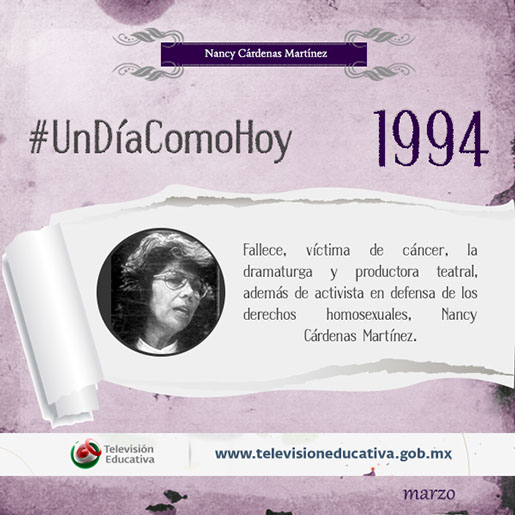 Nancy Cárdenas Martínez
#UnDíaComoHoy
1994
Fallece, víctima de cáncer, la
dramaturga y productora teatral,
además de activista en defensa de los
derechos homosexuales, Nancy
Cárdenas Martínez.
Televisión
Educativa
www.televisioneducativa.gob.mx
marzo